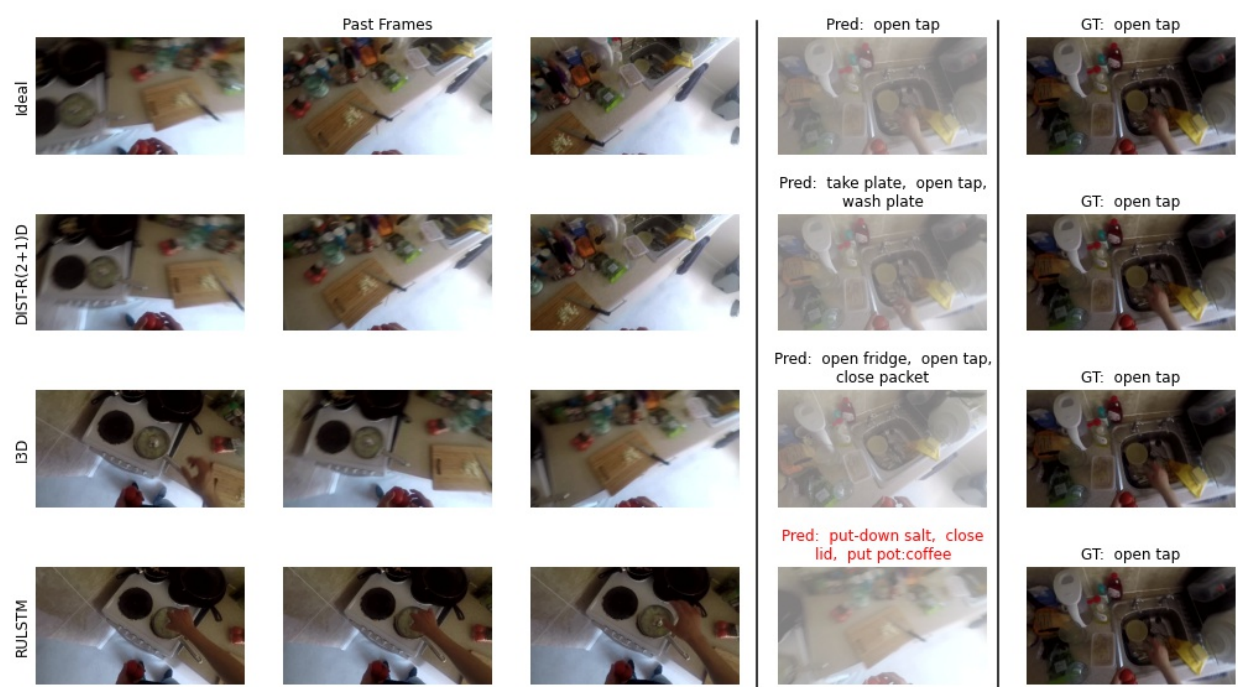 Past Frames
Pred:  open tap
GT:  open tap
Ideal
Pred:  take plate,  open tap,
wash plate
GT:  open tap
DIST-R(2+1)D
Pred:  open fridge,  open tap,
close packet
GT:  open tap
I3D
Pred:  put-down salt,  close
lid,  put pot:coffee
GT:  open tap
RULSTM